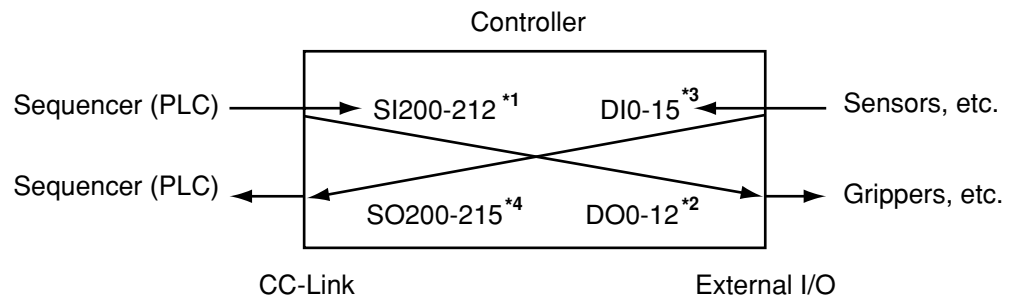 Controller
Sequencer (PLC) SI200-212 *1 DI0-15 *3 Sensors, etc.
Sequencer (PLC) SO200-215 *4 DO0-12 *2 Grippers, etc.
CC-Link External I/O